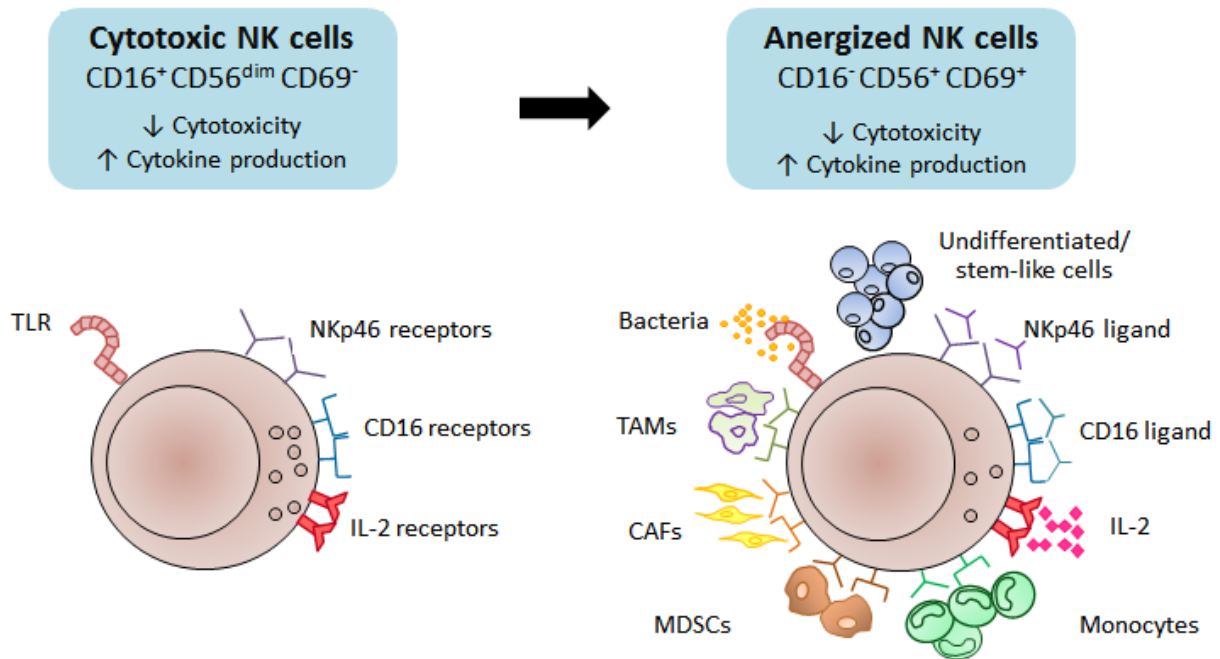 Cytotoxic NK cells
CD16⁺ CD56ᵈⁱᵐ CD69⁻
↓ Cytotoxicity
↑ Cytokine production
Anergized NK cells
CD16⁻ CD56⁺ CD69⁺
↓ Cytotoxicity
↑ Cytokine production
TLR
NKp46 receptors
CD16 receptors
IL-2 receptors
Undifferentiated/
stem-like cells
Bacteria
NKp46 ligand
TAMs
CD16 ligand
CAFs
IL-2
MDSCs
Monocytes